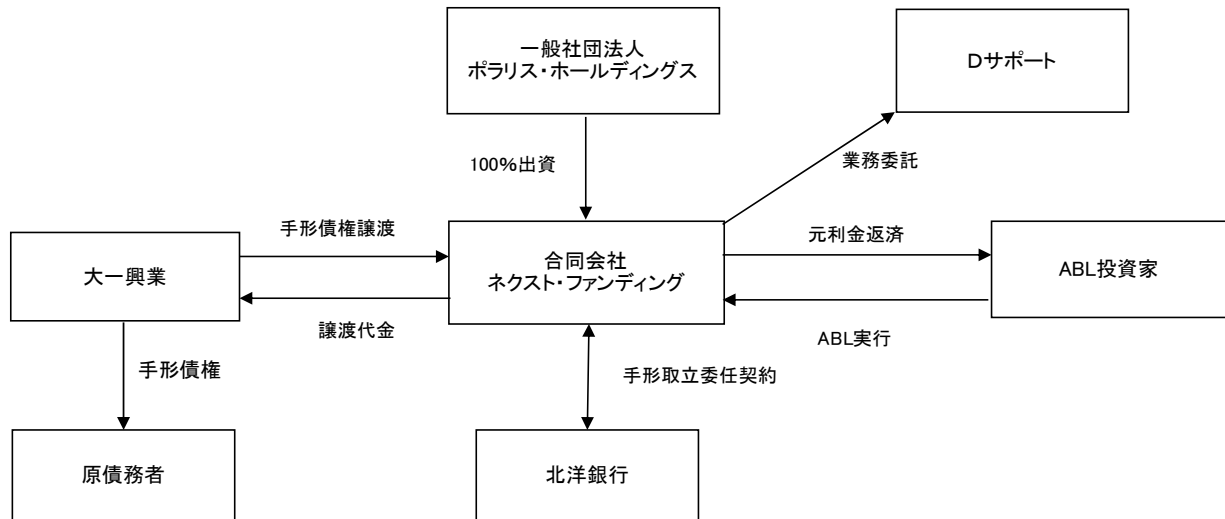 一般社団法人
ポラリス・ホールディングス
Dサポート
100%出資
業務委託
手形債権譲渡
元利金返済
大一興業
合同会社
ネクスト・ファンディング
ABL投資家
譲渡代金
ABL実行
手形債権
手形取立委任契約
原債務者
北洋銀行